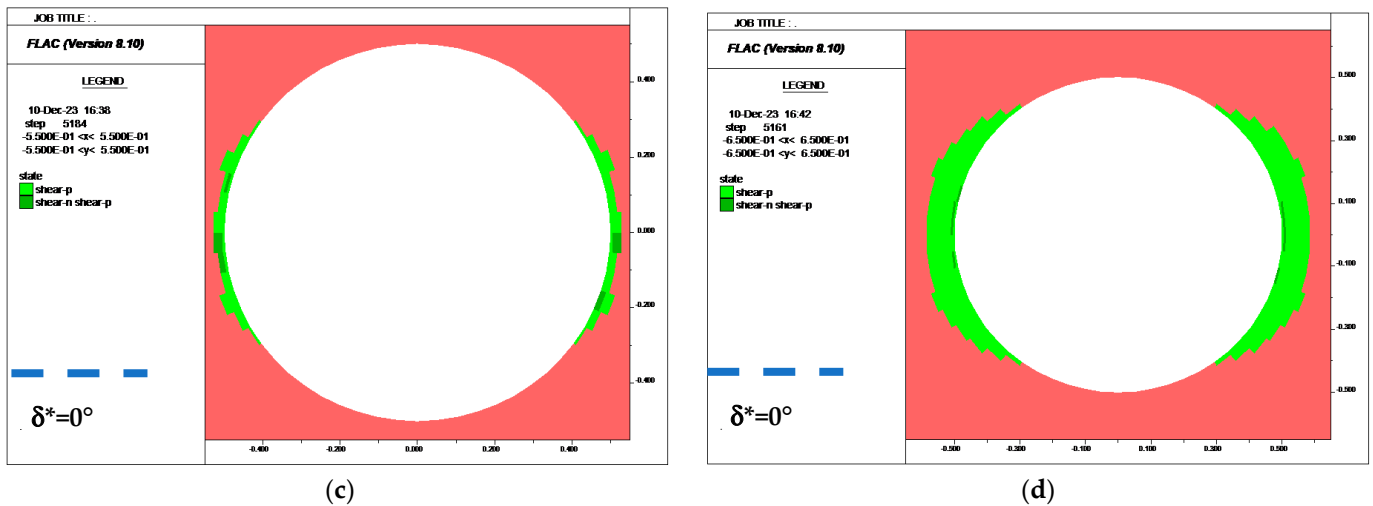 JOB TITLE : .
FLAC (Version 8.10)
LEGEND
10-Dec-23 16:38
step 5184
-5.500E-01 <x< 5.500E-01
-5.500E-01 <y< 5.500E-01
state
shear-p
shear-n shear-p
δ*=0°
0.400
0.200
0.000
-0.200
-0.400
-0.400 -0.200 0.000 0.200 0.400
(c)
JOB TITLE : .
FLAC (Version 8.10)
LEGEND
10-Dec-23 16:42
step 5161
-6.500E-01 <x< 6.500E-01
-6.500E-01 <y< 6.500E-01
state
shear-p
shear-n shear-p
δ*=0°
0.500
0.300
0.100
-0.100
-0.300
-0.500
-0.500 -0.300 -0.100 0.100 0.300 0.500
(d)